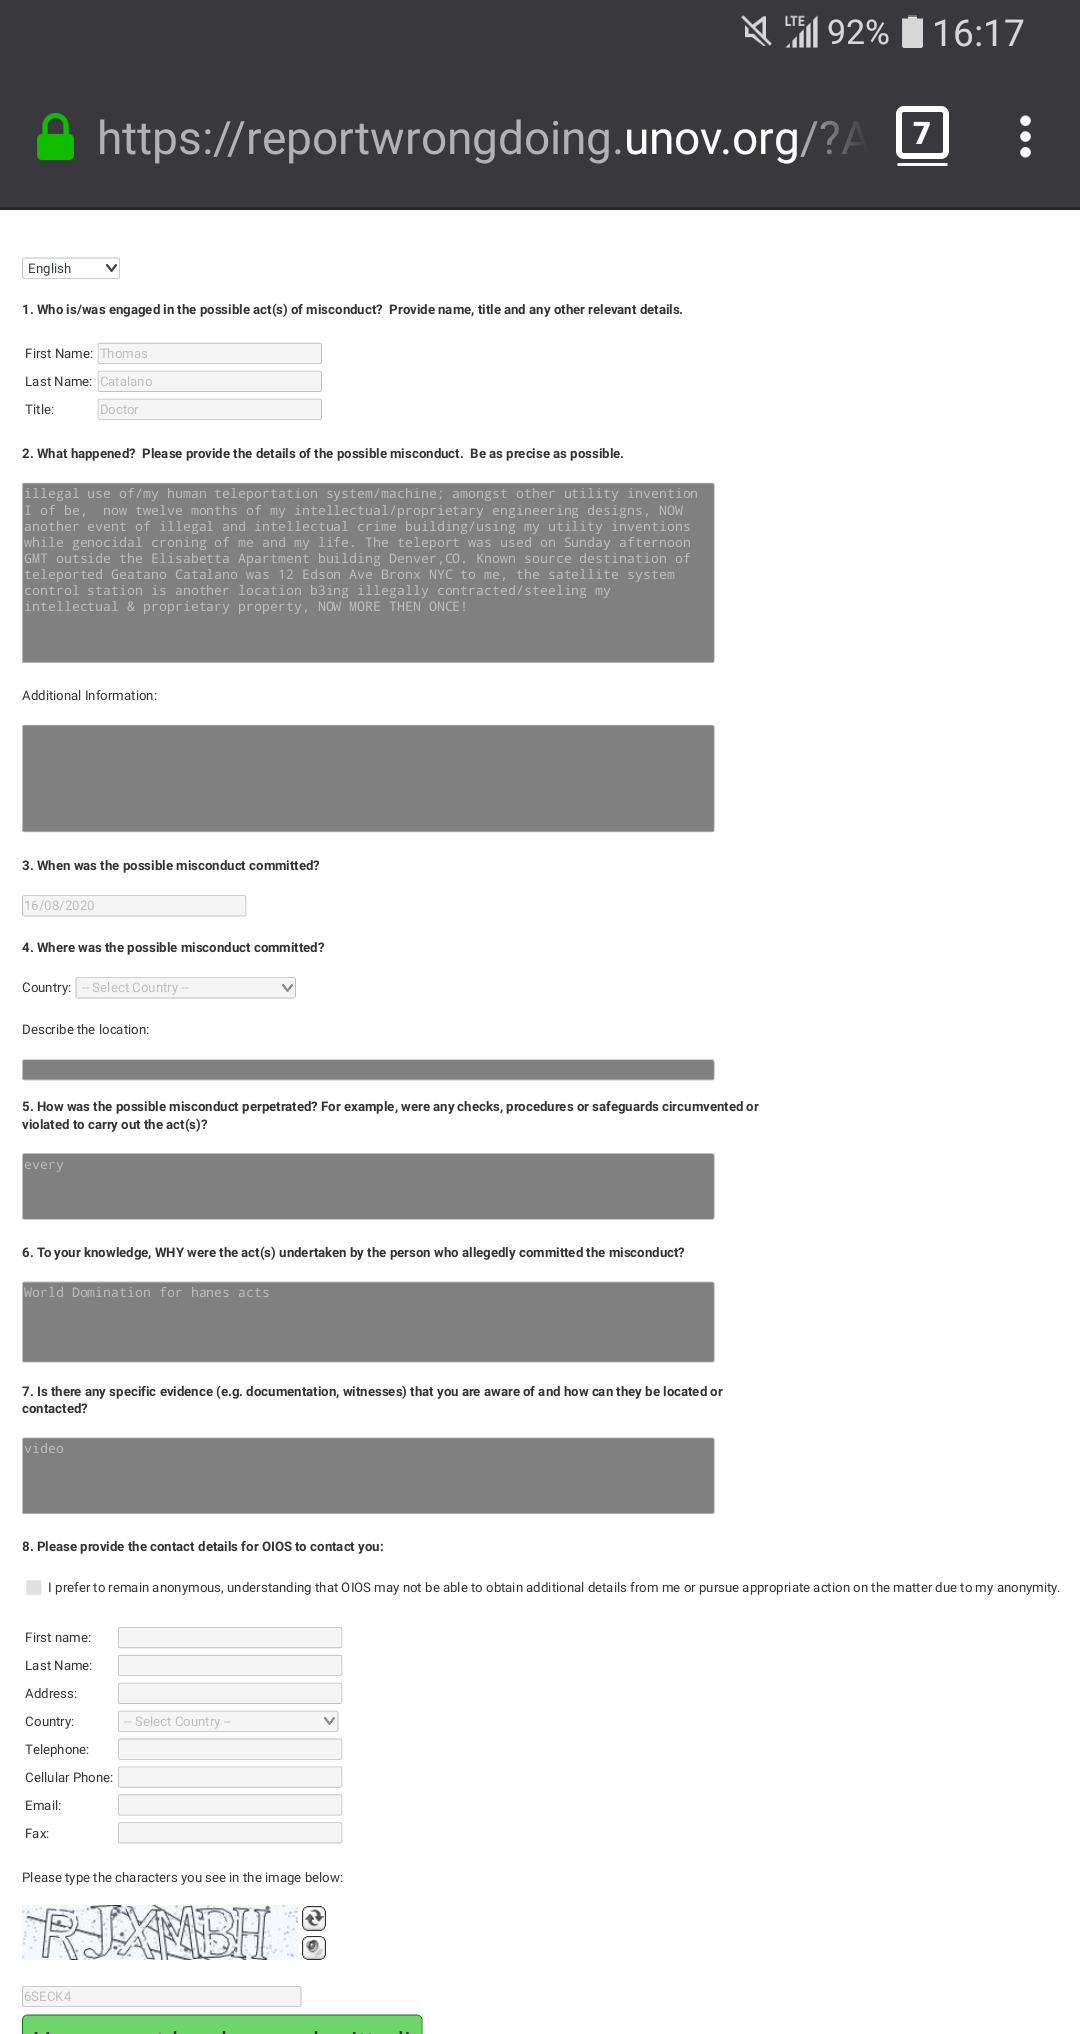 LTE 92% 16:17
https://reportwrongdoing.unov.org/?A 7
English
1. Who is/was engaged in the possible act(s) of misconduct?  Provide name, title and any other relevant details.
First Name: Thomas
Last Name: Catalano
Title: Doctor
2. What happened?  Please provide the details of the possible misconduct.  Be as precise as possible.
illegal use of/my human teleportation system/machine; amongst other utility invention
I of be,  now twelve months of my intellectual/proprietary engineering designs, NOW
another event of illegal and intellectual crime building/using my utility inventions
while genocidal croning of me and my life. The teleport was used on Sunday afternoon
GMT outside the Elisabetta Apartment building Denver,CO. Known source destination of
teleported Geatano Catalano was 12 Edson Ave Bronx NYC to me, the satellite system
control station is another location b3ing illegally contracted/steeling my
intellectual & proprietary property, NOW MORE THEN ONCE!
Additional Information:
3. When was the possible misconduct committed?
16/08/2020
4. Where was the possible misconduct committed?
Country: -- Select Country --
Describe the location:
5. How was the possible misconduct perpetrated? For example, were any checks, procedures or safeguards circumvented or
violated to carry out the act(s)?
every
6. To your knowledge, WHY were the act(s) undertaken by the person who allegedly committed the misconduct?
World Domination for hanes acts
7. Is there any specific evidence (e.g. documentation, witnesses) that you are aware of and how can they be located or
contacted?
video
8. Please provide the contact details for OIOS to contact you:
I prefer to remain anonymous, understanding that OIOS may not be able to obtain additional details from me or pursue appropriate action on the matter due to my anonymity.
First name:
Last Name:
Address:
Country: -- Select Country --
Telephone:
Cellular Phone:
Email:
Fax:
Please type the characters you see in the image below:
RJXMBH
6SECK4